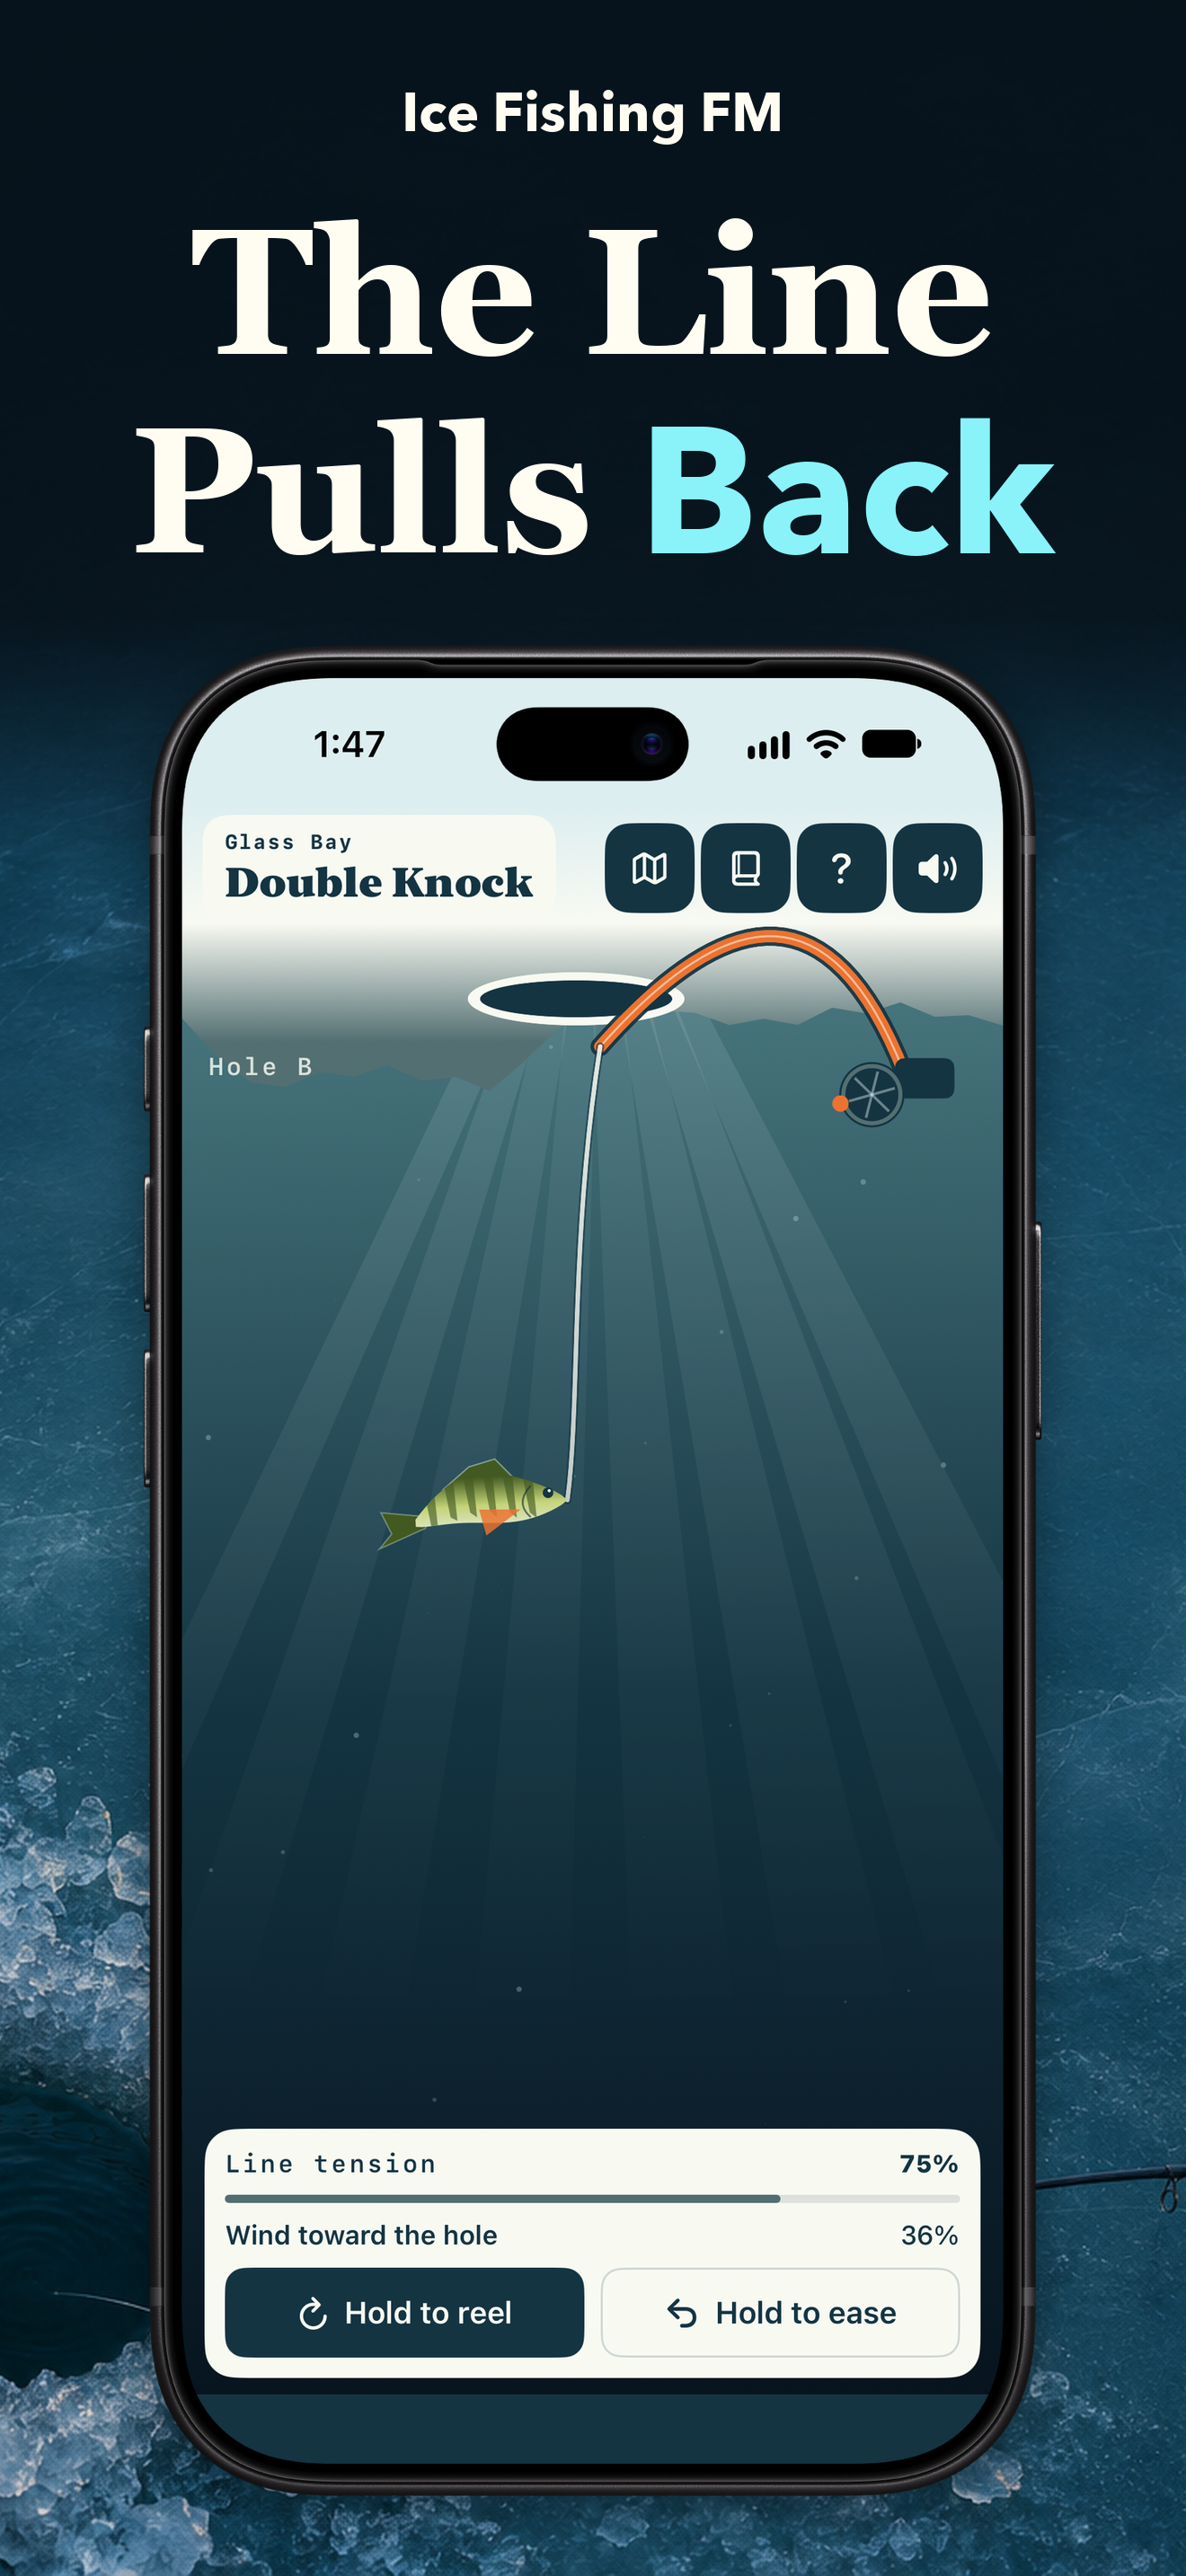 Ice Fishing FM
The Line
Pulls Back
1:47
Glass Bay
Double Knock
?
Hole B
Line tension 75%
Wind toward the hole 36%
Hold to reel Hold to ease